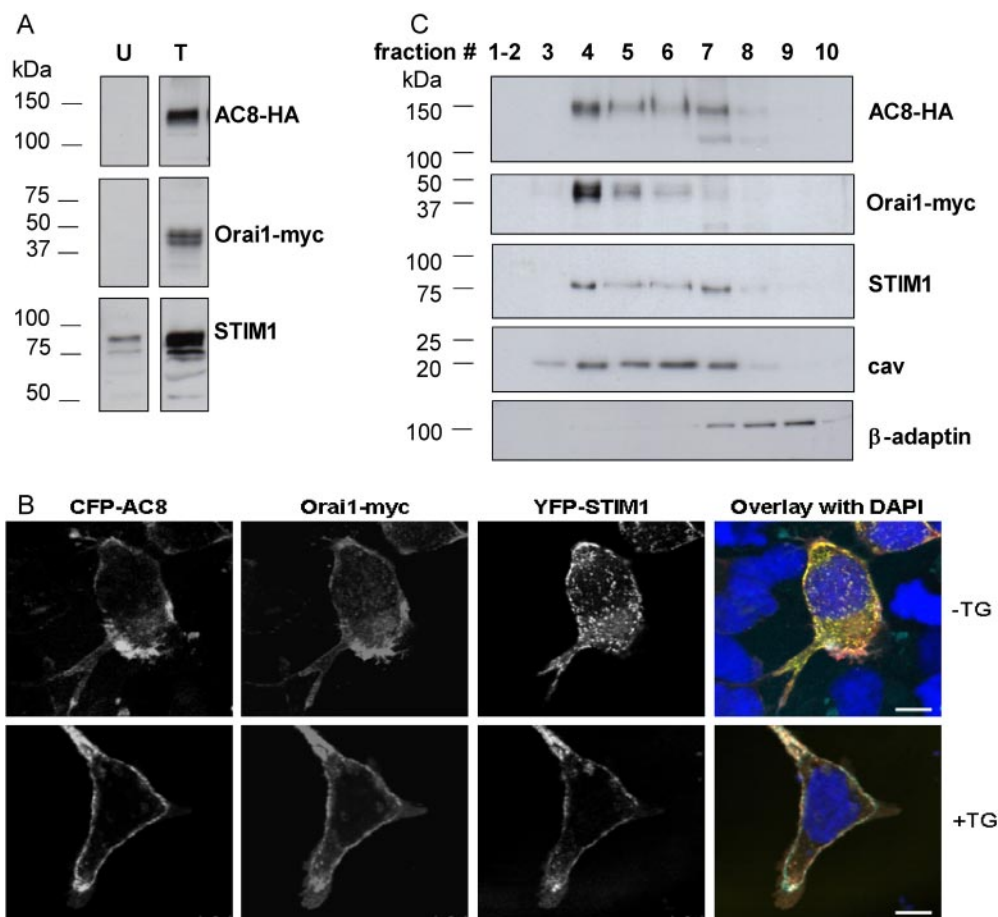 A
U T
kDa
150
100
AC8-HA
75
50
37
Orai1-myc
100
75
50
STIM1
C
fraction # 1-2 3 4 5 6 7 8 9 10
kDa
150
100
AC8-HA
50
37
Orai1-myc
100
75
STIM1
25
20
cav
100
β-adaptin
B
CFP-AC8 Orai1-myc YFP-STIM1 Overlay with DAPI
-TG
+TG